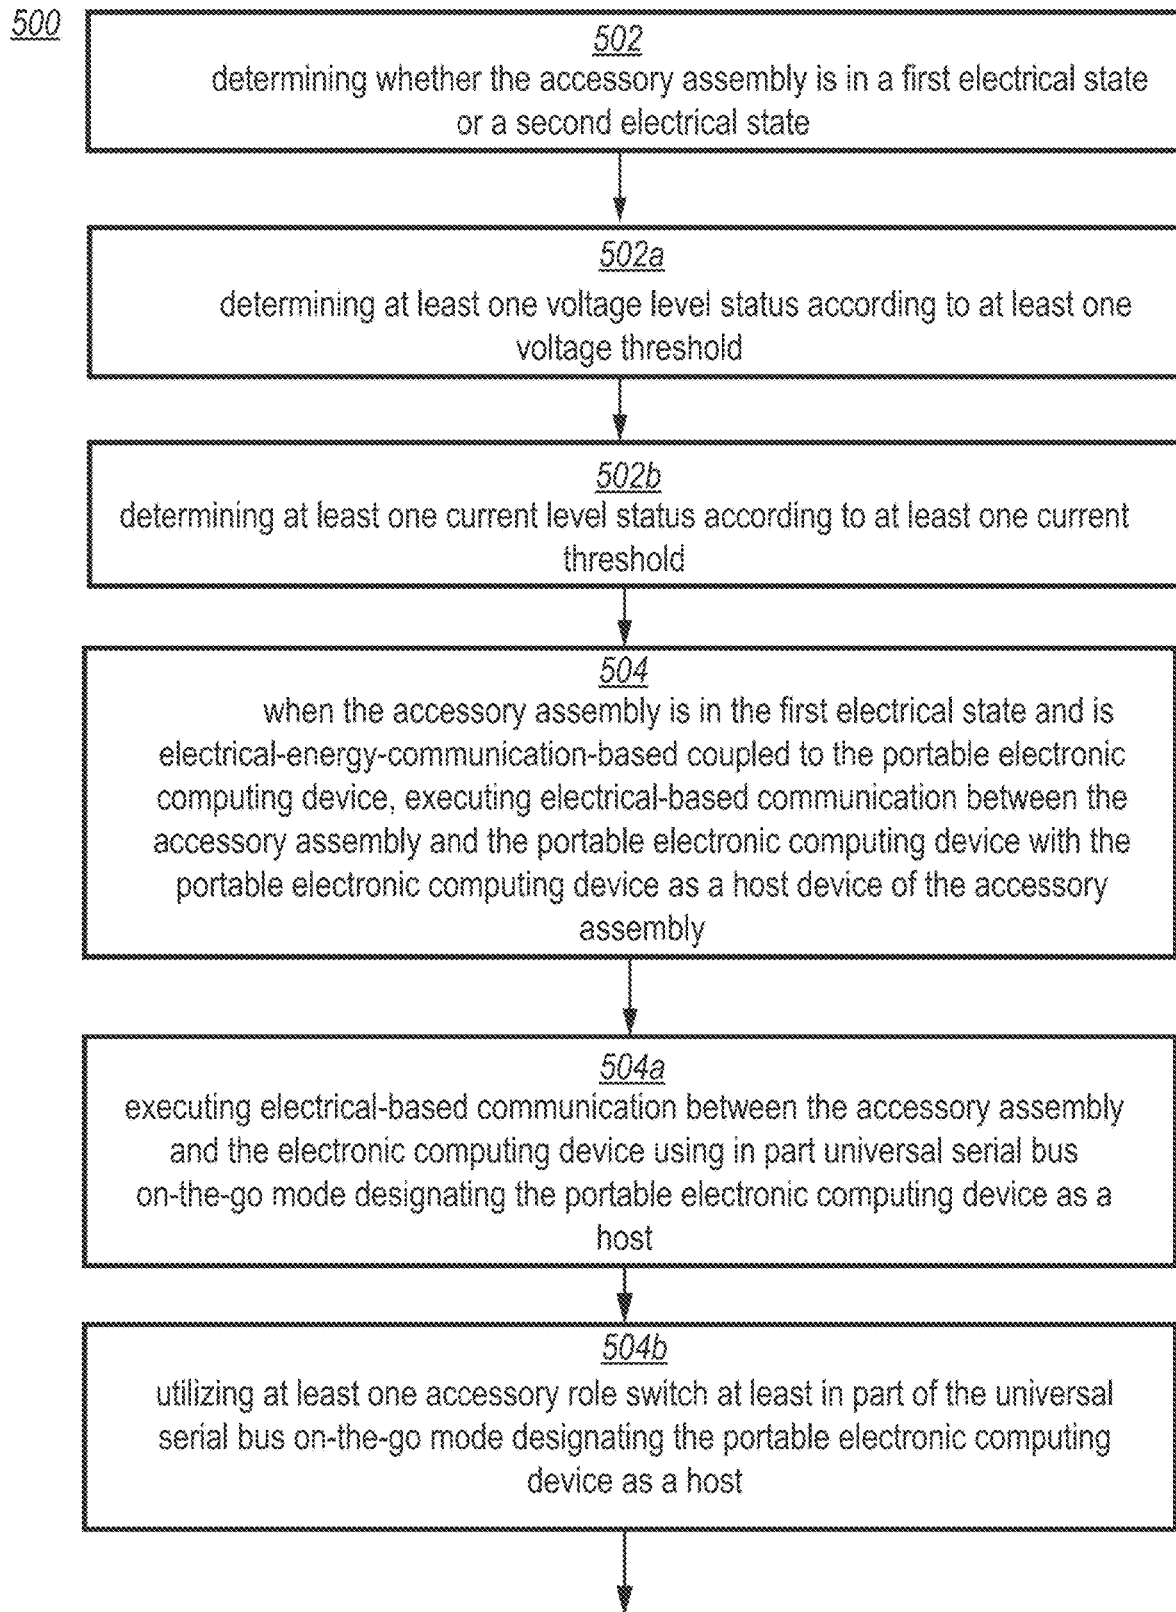 500
502
determining whether the accessory assembly is in a first electrical state
or a second electrical state
502a
determining at least one voltage level status according to at least one
voltage threshold
502b
determining at least one current level status according to at least one current
threshold
504
when the accessory assembly is in the first electrical state and is
electrical-energy-communication-based coupled to the portable electronic
computing device, executing electrical-based communication between the
accessory assembly and the portable electronic computing device with the
portable electronic computing device as a host device of the accessory
assembly
504a
executing electrical-based communication between the accessory assembly
and the electronic computing device using in part universal serial bus
on-the-go mode designating the portable electronic computing device as a
host
504b
utilizing at least one accessory role switch at least in part of the universal
serial bus on-the-go mode designating the portable electronic computing
device as a host